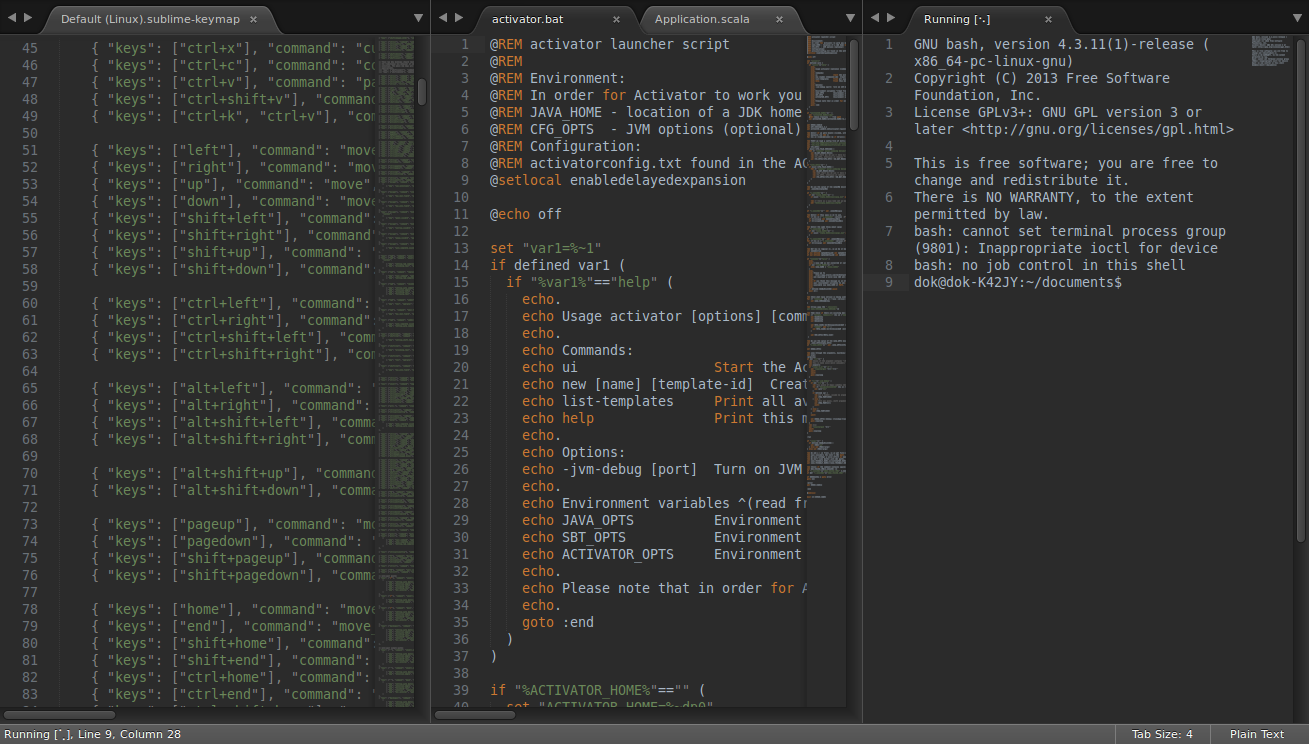 Default (Linux).sublime-keymap ×
45 { "keys": ["ctrl+x"], "command": "cu
46 { "keys": ["ctrl+c"], "command": "co
47 { "keys": ["ctrl+v"], "command": "pa
48 { "keys": ["ctrl+shift+v"], "command
49 { "keys": ["ctrl+k", "ctrl+v"], "com
50
51 { "keys": ["left"], "command": "move
52 { "keys": ["right"], "command": "mov
53 { "keys": ["up"], "command": "move"
54 { "keys": ["down"], "command": "move
55 { "keys": ["shift+left"], "command":
56 { "keys": ["shift+right"], "command"
57 { "keys": ["shift+up"], "command": "
58 { "keys": ["shift+down"], "command":
59
60 { "keys": ["ctrl+left"], "command":
61 { "keys": ["ctrl+right"], "command":
62 { "keys": ["ctrl+shift+left"], "comm
63 { "keys": ["ctrl+shift+right"], "com
64
65 { "keys": ["alt+left"], "command": "
66 { "keys": ["alt+right"], "command":
67 { "keys": ["alt+shift+left"], "comma
68 { "keys": ["alt+shift+right"], "comm
69
70 { "keys": ["alt+shift+up"], "command
71 { "keys": ["alt+shift+down"], "comma
72
73 { "keys": ["pageup"], "command": "mo
74 { "keys": ["pagedown"], "command": "
75 { "keys": ["shift+pageup"], "command
76 { "keys": ["shift+pagedown"], "comma
77
78 { "keys": ["home"], "command": "move
79 { "keys": ["end"], "command": "move_
80 { "keys": ["shift+home"], "command":
81 { "keys": ["shift+end"], "command":
82 { "keys": ["ctrl+home"], "command":
83 { "keys": ["ctrl+end"], "command": "
activator.bat × Application.scala ×
1 @REM activator launcher script
2 @REM
3 @REM Environment:
4 @REM In order for Activator to work you
5 @REM JAVA_HOME - location of a JDK home
6 @REM CFG_OPTS  - JVM options (optional)
7 @REM Configuration:
8 @REM activatorconfig.txt found in the AC
9 @setlocal enabledelayedexpansion
10
11 @echo off
12
13 set "var1=%~1"
14 if defined var1 (
15 if "%var1%"=="help" (
16 echo.
17 echo Usage activator [options] [comm
18 echo.
19 echo Commands:
20 echo ui Start the Ac
21 echo new [name] [template-id] Creat
22 echo list-templates Print all av
23 echo help Print this m
24 echo.
25 echo Options:
26 echo -jvm-debug [port] Turn on JVM
27 echo.
28 echo Environment variables ^(read fr
29 echo JAVA_OPTS Environment
30 echo SBT_OPTS Environment
31 echo ACTIVATOR_OPTS Environment
32 echo.
33 echo Please note that in order for A
34 echo.
35 goto :end
36 )
37 )
38
39 if "%ACTIVATOR_HOME%"=="" (
40 set "ACTIVATOR_HOME=%~dp0"
Running [·.] ×
1 GNU bash, version 4.3.11(1)-release (
x86_64-pc-linux-gnu)
2 Copyright (C) 2013 Free Software
Foundation, Inc.
3 License GPLv3+: GNU GPL version 3 or
later <http://gnu.org/licenses/gpl.html>
4
5 This is free software; you are free to
change and redistribute it.
6 There is NO WARRANTY, to the extent
permitted by law.
7 bash: cannot set terminal process group
(9801): Inappropriate ioctl for device
8 bash: no job control in this shell
9 dok@dok-K42JY:~/documents$
Running [·.], Line 9, Column 28
Tab Size: 4
Plain Text